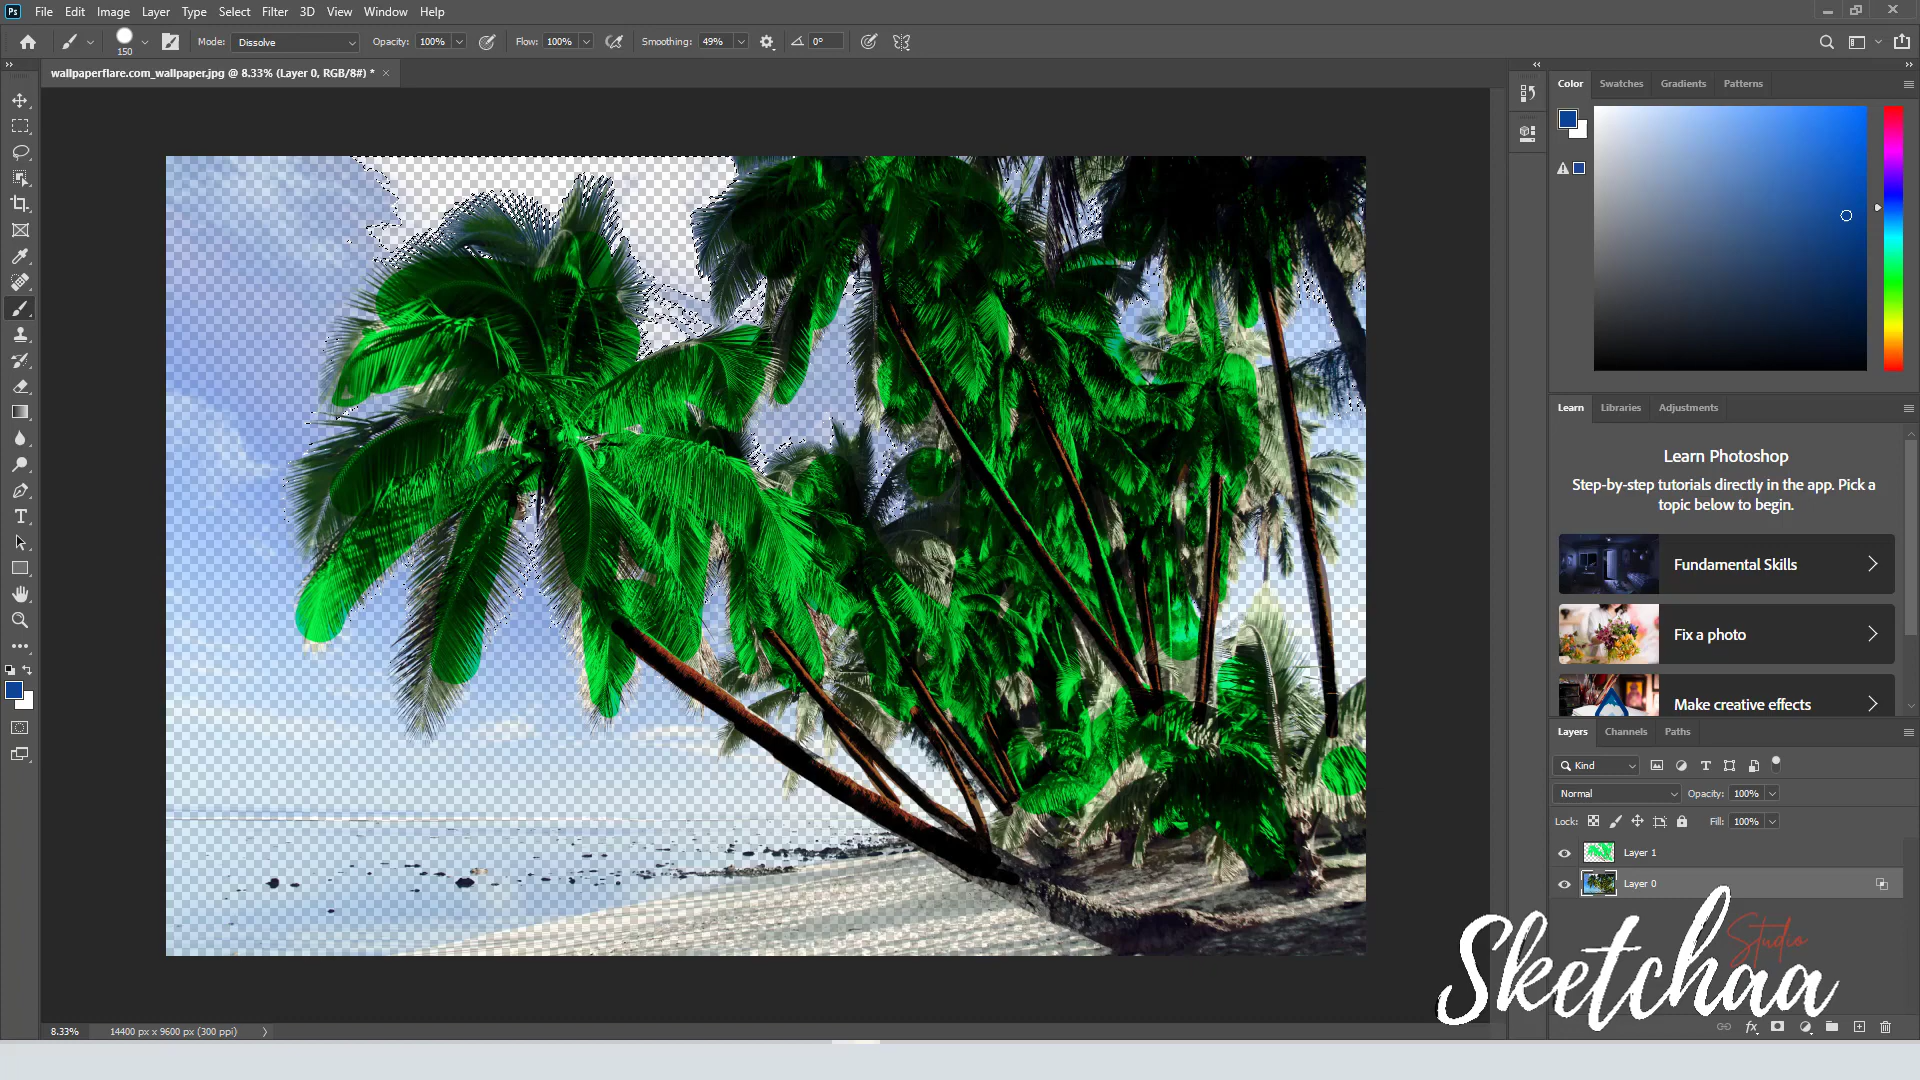 Ps File Edit Image Layer Type Select Filter 3D View Window Help
150 Mode: Dissolve Opacity: 100% Flow: 100% Smoothing: 49% 0°
wallpaperflare.com_wallpaper.jpg @ 8.33% (Layer 0, RGB/8#) * ×
Color Swatches Gradients Patterns
Learn Libraries Adjustments
Learn Photoshop
Step-by-step tutorials directly in the app. Pick a
topic below to begin.
Fundamental Skills
Fix a photo
Make creative effects
Layers Channels Paths
Kind
Normal Opacity: 100%
Lock: Fill: 100%
Layer 1
Layer 0
Studio
Sketchaa
8.33% 14400 px x 9600 px (300 ppi)
fx